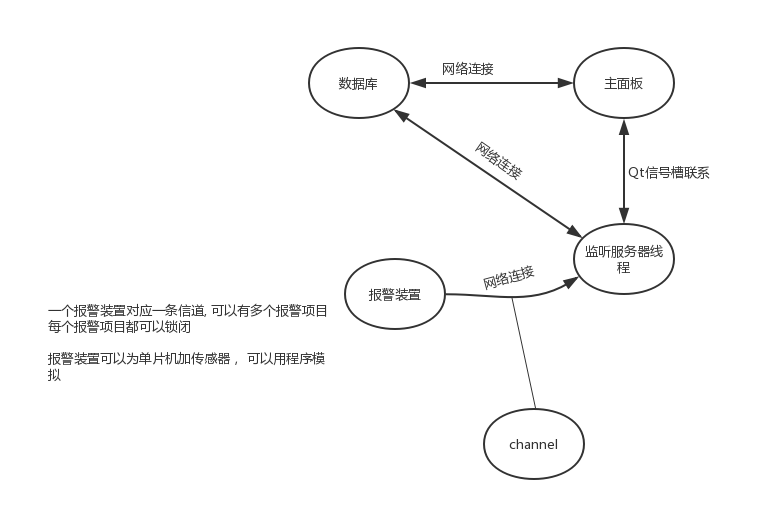 网络连接
数据库
主面板
网络连接
Qt信号槽联系
监听服务器线
程
网络连接
报警装置
一个报警装置对应一条信道, 可以有多个报警项目
每个报警项目都可以锁闭
报警装置可以为单片机加传感器 ， 可以用程序模
拟
channel